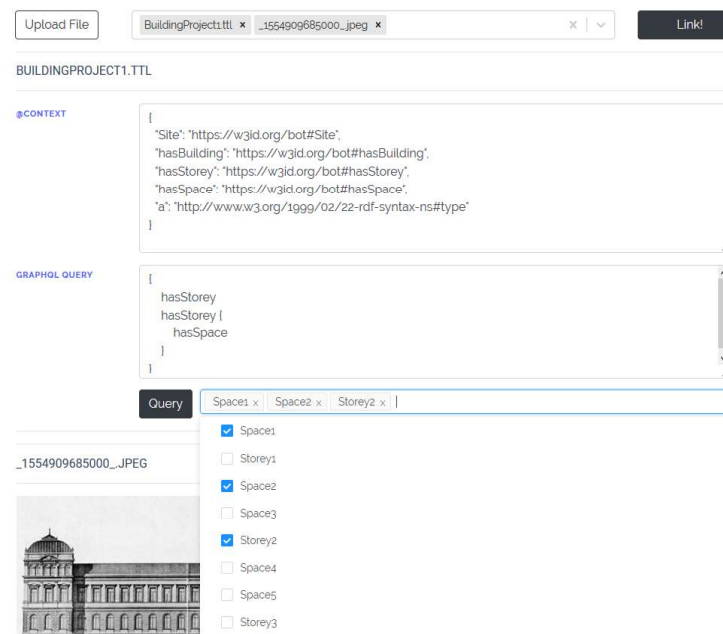 Upload File
BuildingProject1.ttl × _1554909685000_.jpeg ×
Link!
BUILDINGPROJECT1.TTL
@CONTEXT
{
"Site": "https://w3id.org/bot#Site",
"hasBuilding": "https://w3id.org/bot#hasBuilding",
"hasStorey": "https://w3id.org/bot#hasStorey",
"hasSpace": "https://w3id.org/bot#hasSpace",
"a": "http://www.w3.org/1999/02/22-rdf-syntax-ns#type"
}
GRAPHQL QUERY
{
hasStorey
hasStorey {
hasSpace
}
}
Query
Space1 × Space2 × Storey2 ×
Space1
Storey1
Space2
Space3
Storey2
Space4
Space5
Storey3
_1554909685000_.JPEG